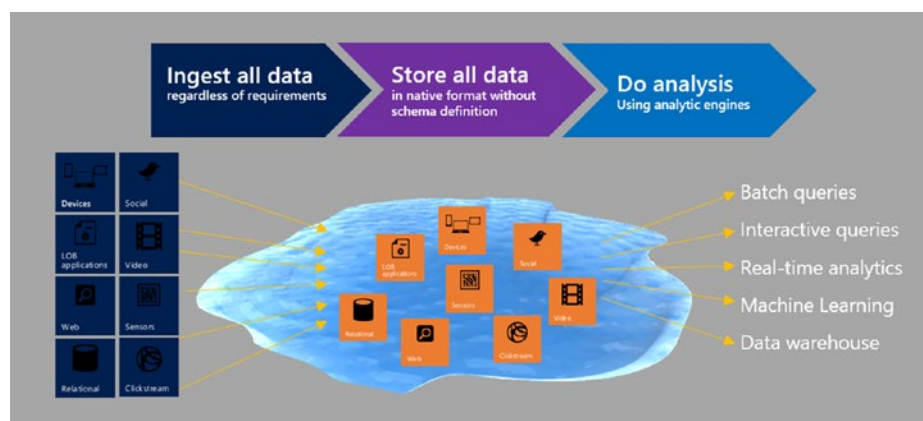 Ingest all data
regardless of requirements
Store all data
in native format without
schema definition
Do analysis
Using analytic engines
Devices
Social
LOB
applications
Video
Web
Sensors
Relational
Clickstream
Devices
Social
LOB
applications
Sensors
Video
Relational
Web
Clickstream
Batch queries
Interactive queries
Real-time analytics
Machine Learning
Data warehouse